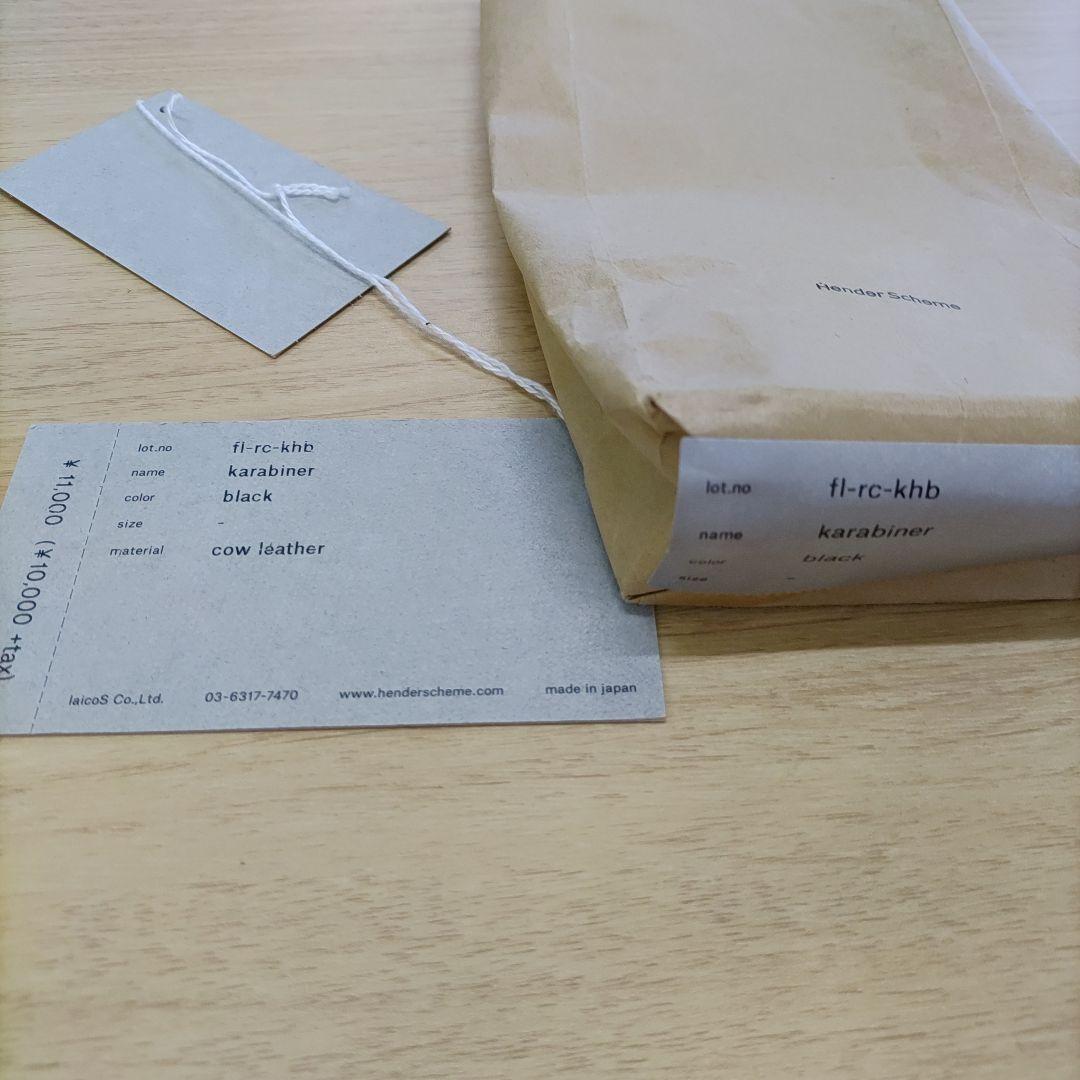 Hender Scheme
lot.no fl-rc-khb
name karabiner
color black
size -
material cow leather
¥11,000 (¥10,000 +tax)
laicoS Co.,Ltd. 03-6317-7470 www.henderscheme.com made in japan
lot.no fl-rc-khb
name karabiner
color black
size -